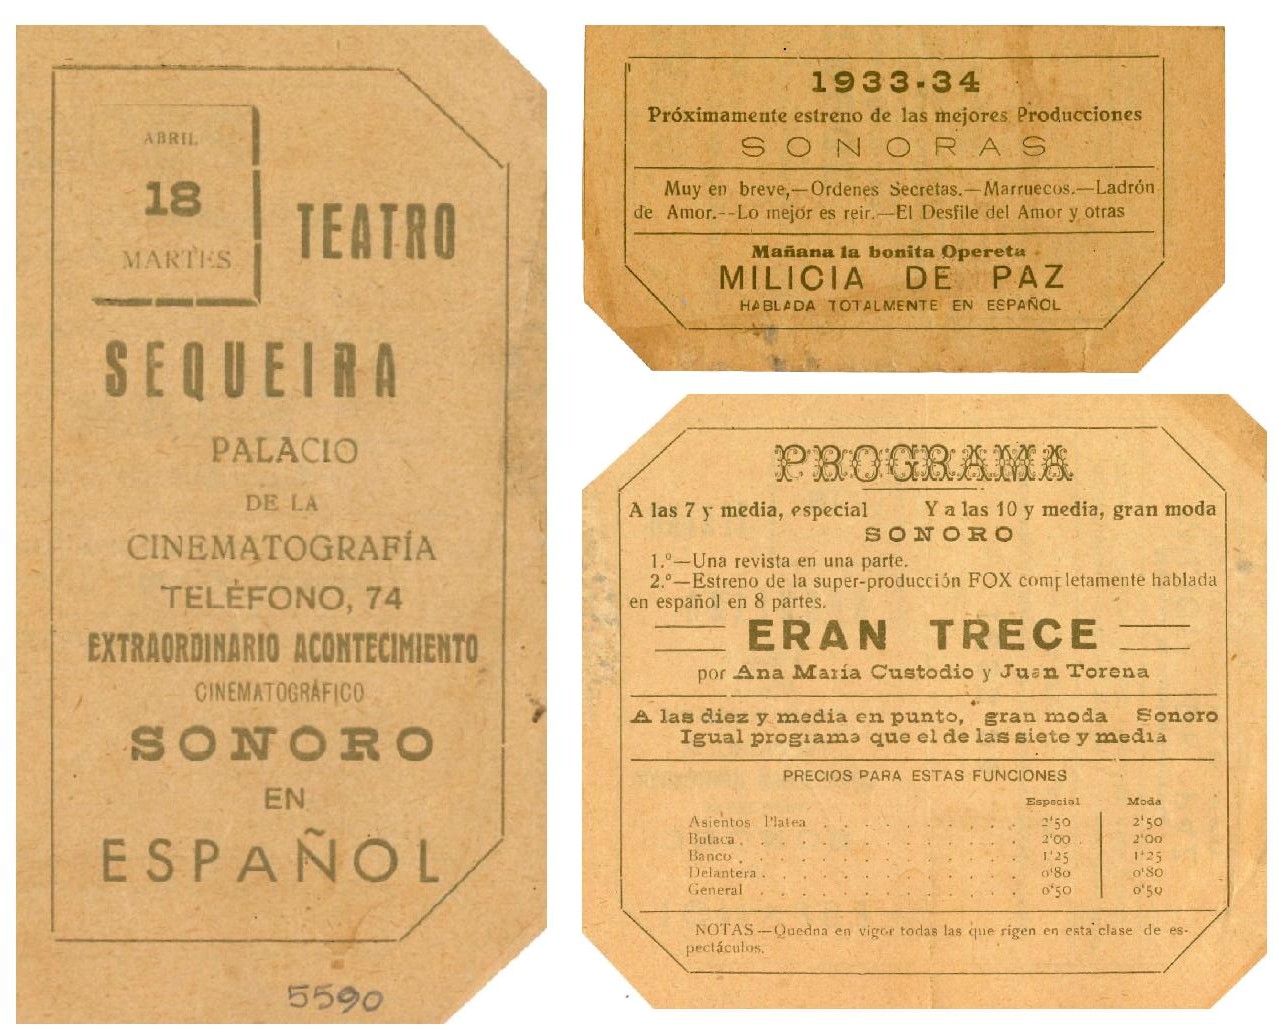 ABRIL
18
MARTES
TEATRO
SEQUEIRA
PALACIO
DE LA
CINEMATOGRAFÍA
TELÉFONO, 74
EXTRAORDINARIO ACONTECIMIENTO
CINEMATOGRÁFICO
SONORO
EN
ESPAÑOL
5590
1933-34
Próximamente estreno de las mejores Producciones
SONORAS
Muy en breve,—Ordenes Secretas.—Marruecos.—Ladrón
de Amor.--Lo mejor es reir.—El Desfile del Amor y otras
Mañana la bonita Opereta
MILICIA DE PAZ
HABLADA TOTALMENTE EN ESPAÑOL
PROGRAMA
A las 7 y media, especial Y a las 10 y media, gran moda
SONORO
1.º—Una revista en una parte.
2.º—Estreno de la super-producción FOX completamente hablada
en español en 8 partes.
ERAN TRECE
por Ana María Custodio y Juan Torena
A las diez y media en punto, gran moda Sonoro
Igual programa que el de las siete y media
PRECIOS PARA ESTAS FUNCIONES
Especial Moda
Asientos Platea . . . . . . . . . 2'50 2'50
Butaca . . . . . . . . . . . 2'00 2'00
Banco . . . . . . . . . . . 1'25 1'25
Delantera . . . . . . . . . . 0'80 0'80
General . . . . . . . . . . . 0'50 0'50
NOTAS—Quedna en vigor todas las que rigen en esta clase de es-
pectáculos.